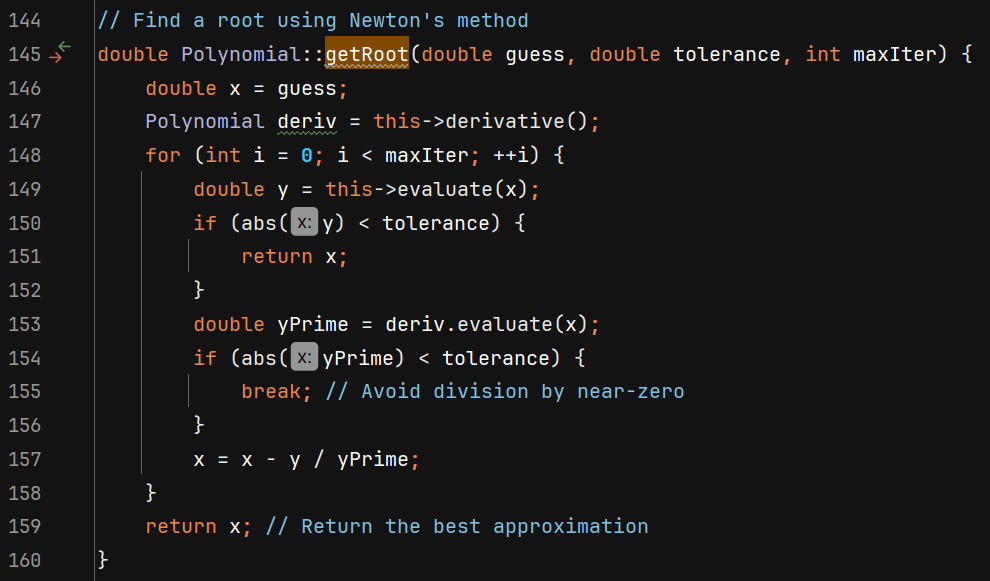 144 // Find a root using Newton's method
145 double Polynomial::getRoot(double guess, double tolerance, int maxIter) {
146     double x = guess;
147     Polynomial deriv = this->derivative();
148     for (int i = 0; i < maxIter; ++i) {
149         double y = this->evaluate(x);
150         if (abs(x: y) < tolerance) {
151             return x;
152         }
153         double yPrime = deriv.evaluate(x);
154         if (abs(x: yPrime) < tolerance) {
155             break; // Avoid division by near-zero
156         }
157         x = x - y / yPrime;
158     }
159     return x; // Return the best approximation
160 }